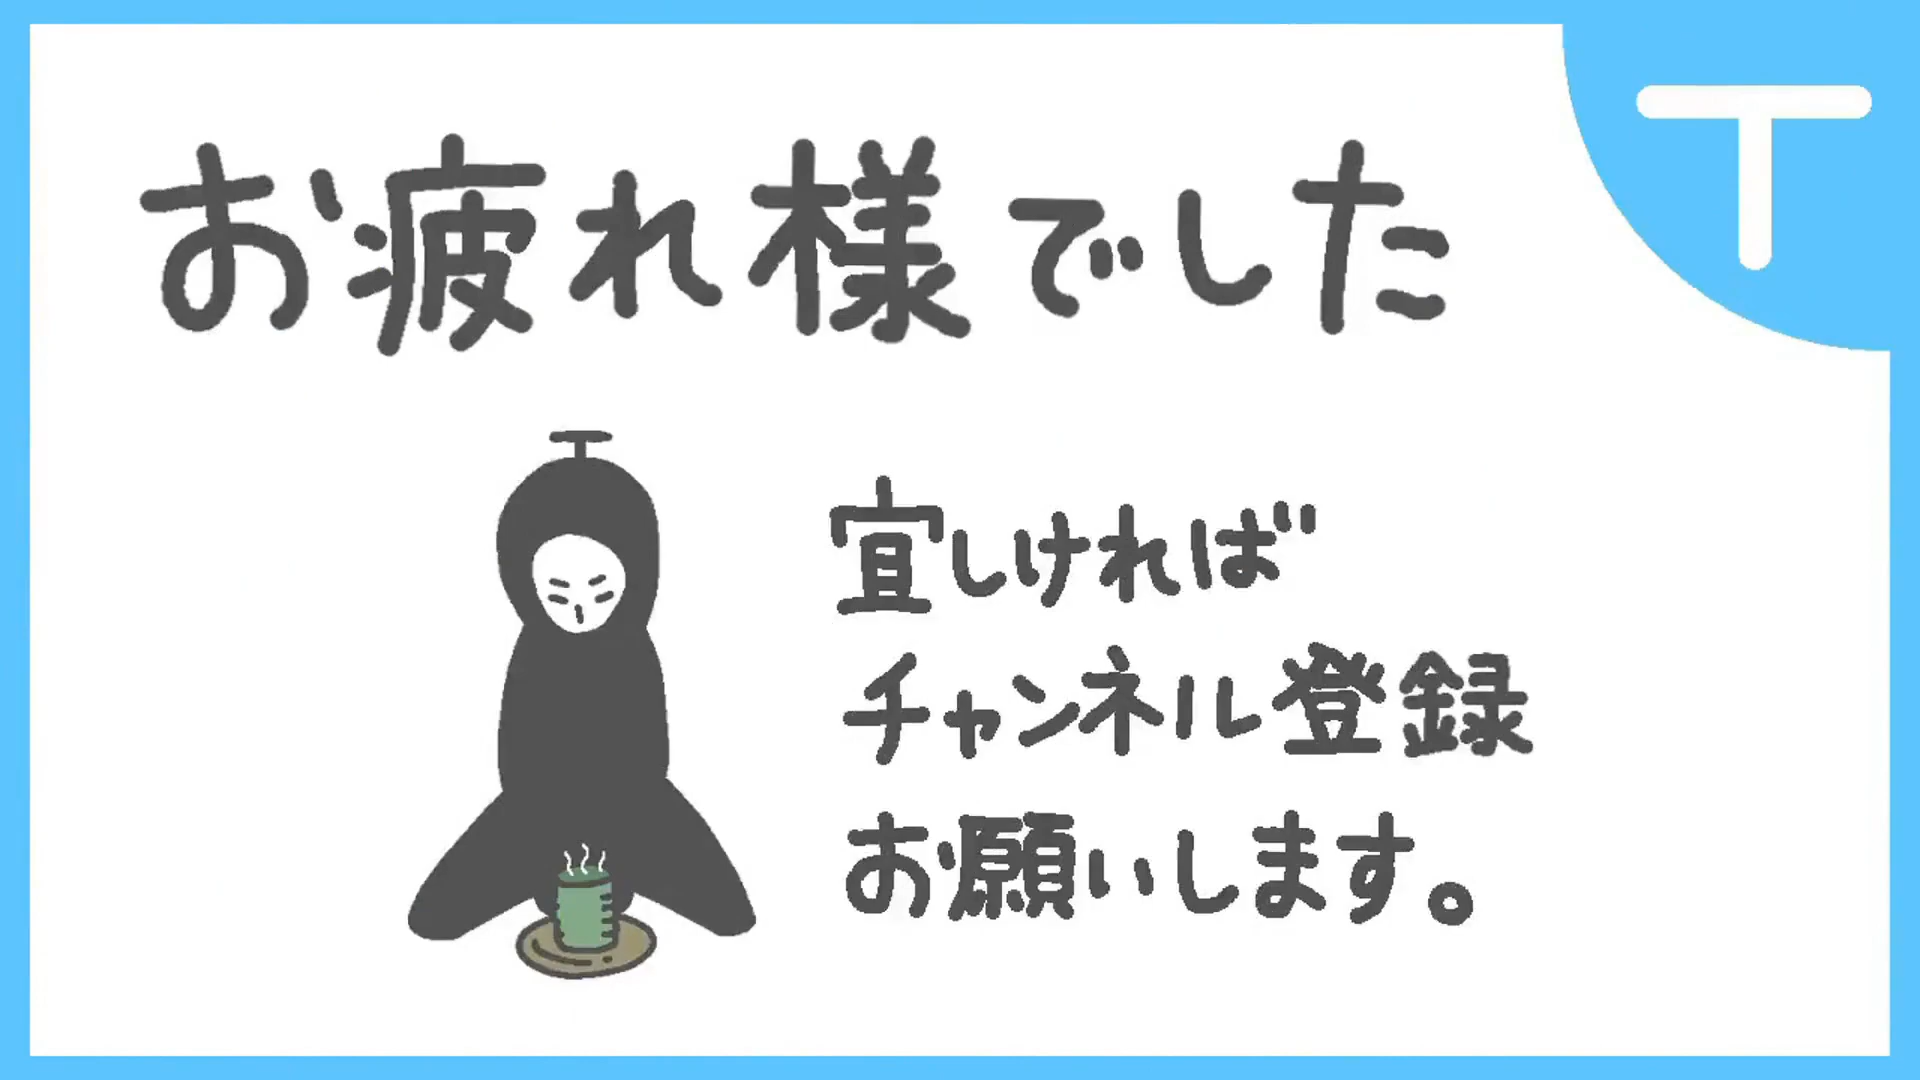 お疲れ様でした
T
宜しければ
チャンネル登録
お願いします。